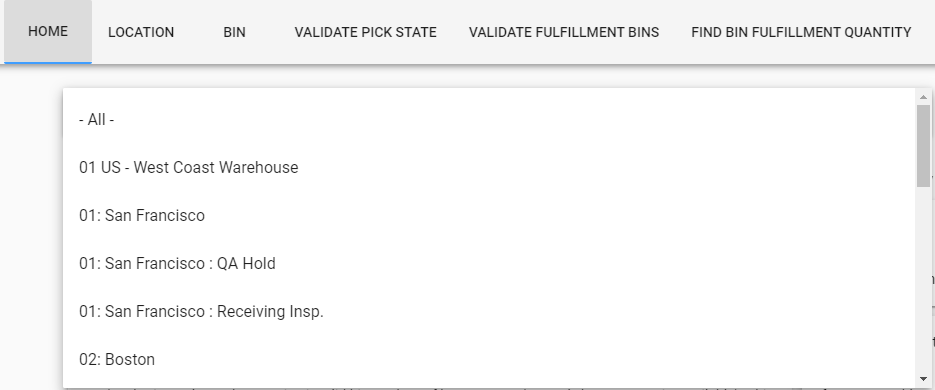 HOME LOCATION BIN VALIDATE PICK STATE VALIDATE FULFILLMENT BINS FIND BIN FULFILLMENT QUANTITY
- All -
01 US - West Coast Warehouse
01: San Francisco
01: San Francisco : QA Hold
01: San Francisco : Receiving Insp.
02: Boston